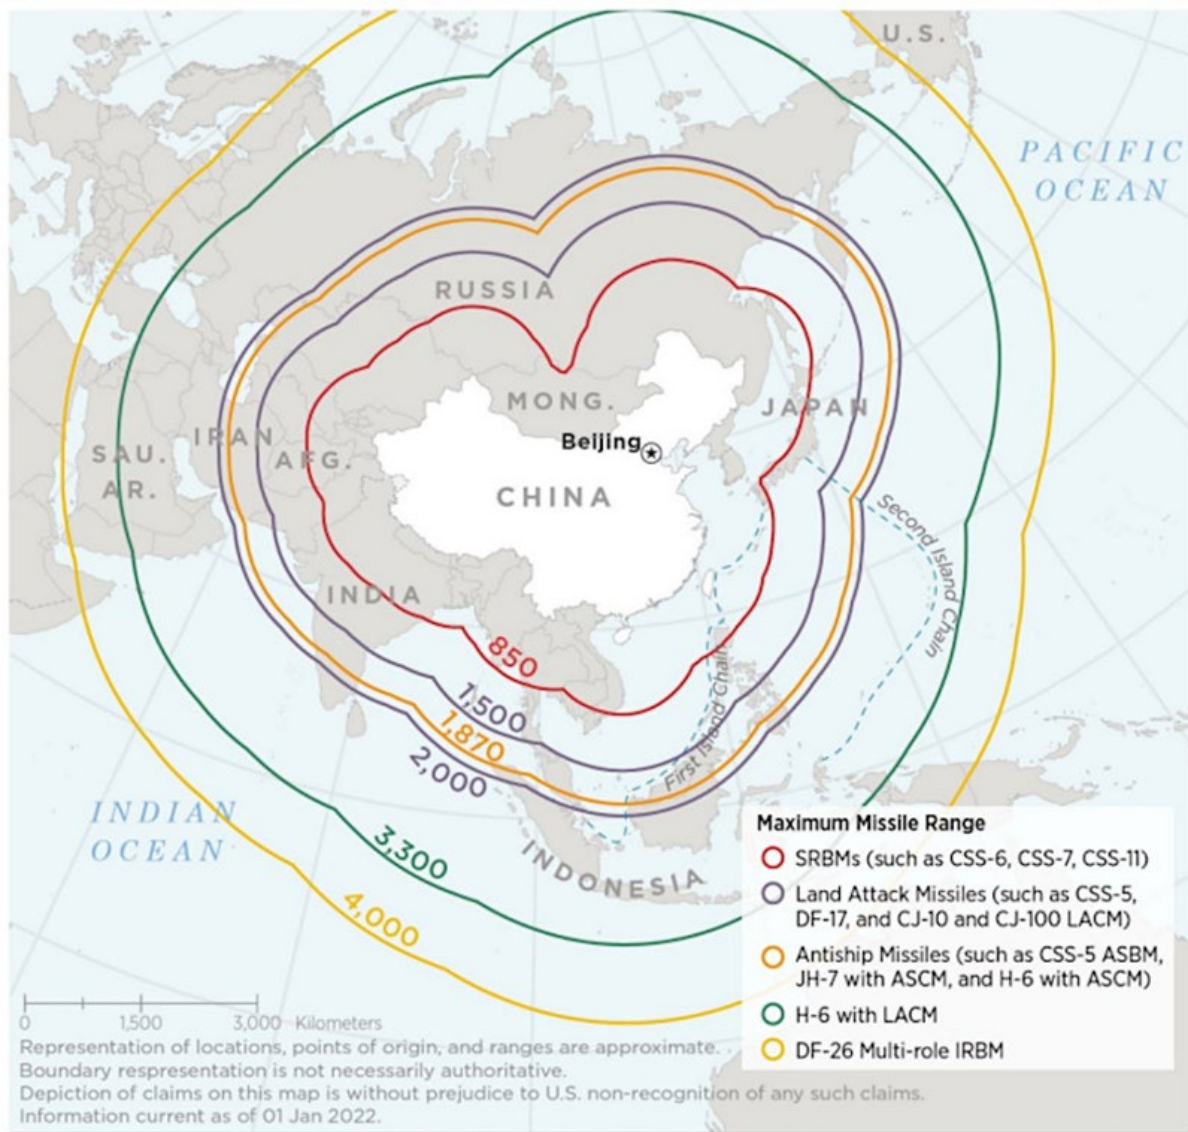 U.S.
PACIFIC
OCEAN
RUSSIA
MONG.
JAPAN
IRAN
AFG.
SAU.
AR.
Beijing
CHINA
Second Island Chain
INDIA
First Island Chain
850
1,500
1,870
2,000
3,300
4,000
INDIAN
OCEAN
INDONESIA
Maximum Missile Range
SRBMs (such as CSS-6, CSS-7, CSS-11)
Land Attack Missiles (such as CSS-5,
DF-17, and CJ-10 and CJ-100 LACM)
Antiship Missiles (such as CSS-5 ASBM,
JH-7 with ASCM, and H-6 with ASCM)
H-6 with LACM
DF-26 Multi-role IRBM
0 1,500 3,000 Kilometers
Representation of locations, points of origin, and ranges are approximate. .
Boundary respresentation is not necessarily authoritative.
Depiction of claims on this map is without prejudice to U.S. non-recognition of any such claims.
Information current as of 01 Jan 2022.